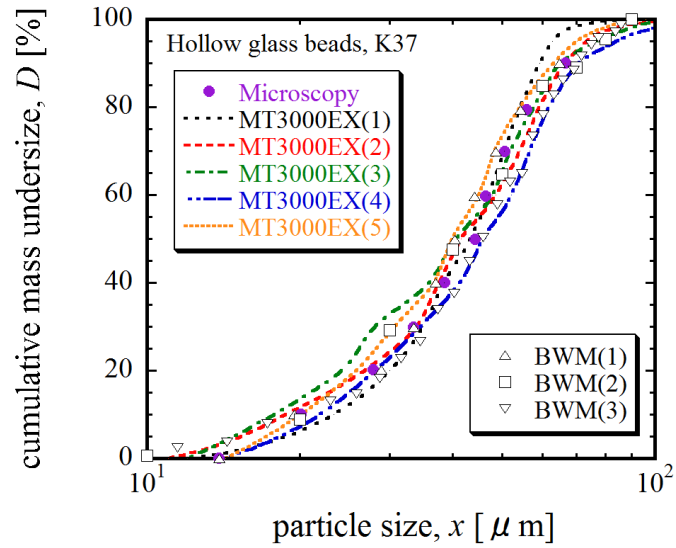 cumulative mass undersize, D [%]
100
80
60
40
20
0
Hollow glass beads, K37
Microscopy
MT3000EX(1)
MT3000EX(2)
MT3000EX(3)
MT3000EX(4)
MT3000EX(5)
BWM(1)
BWM(2)
BWM(3)
10¹
10²
particle size, x [ μ m]